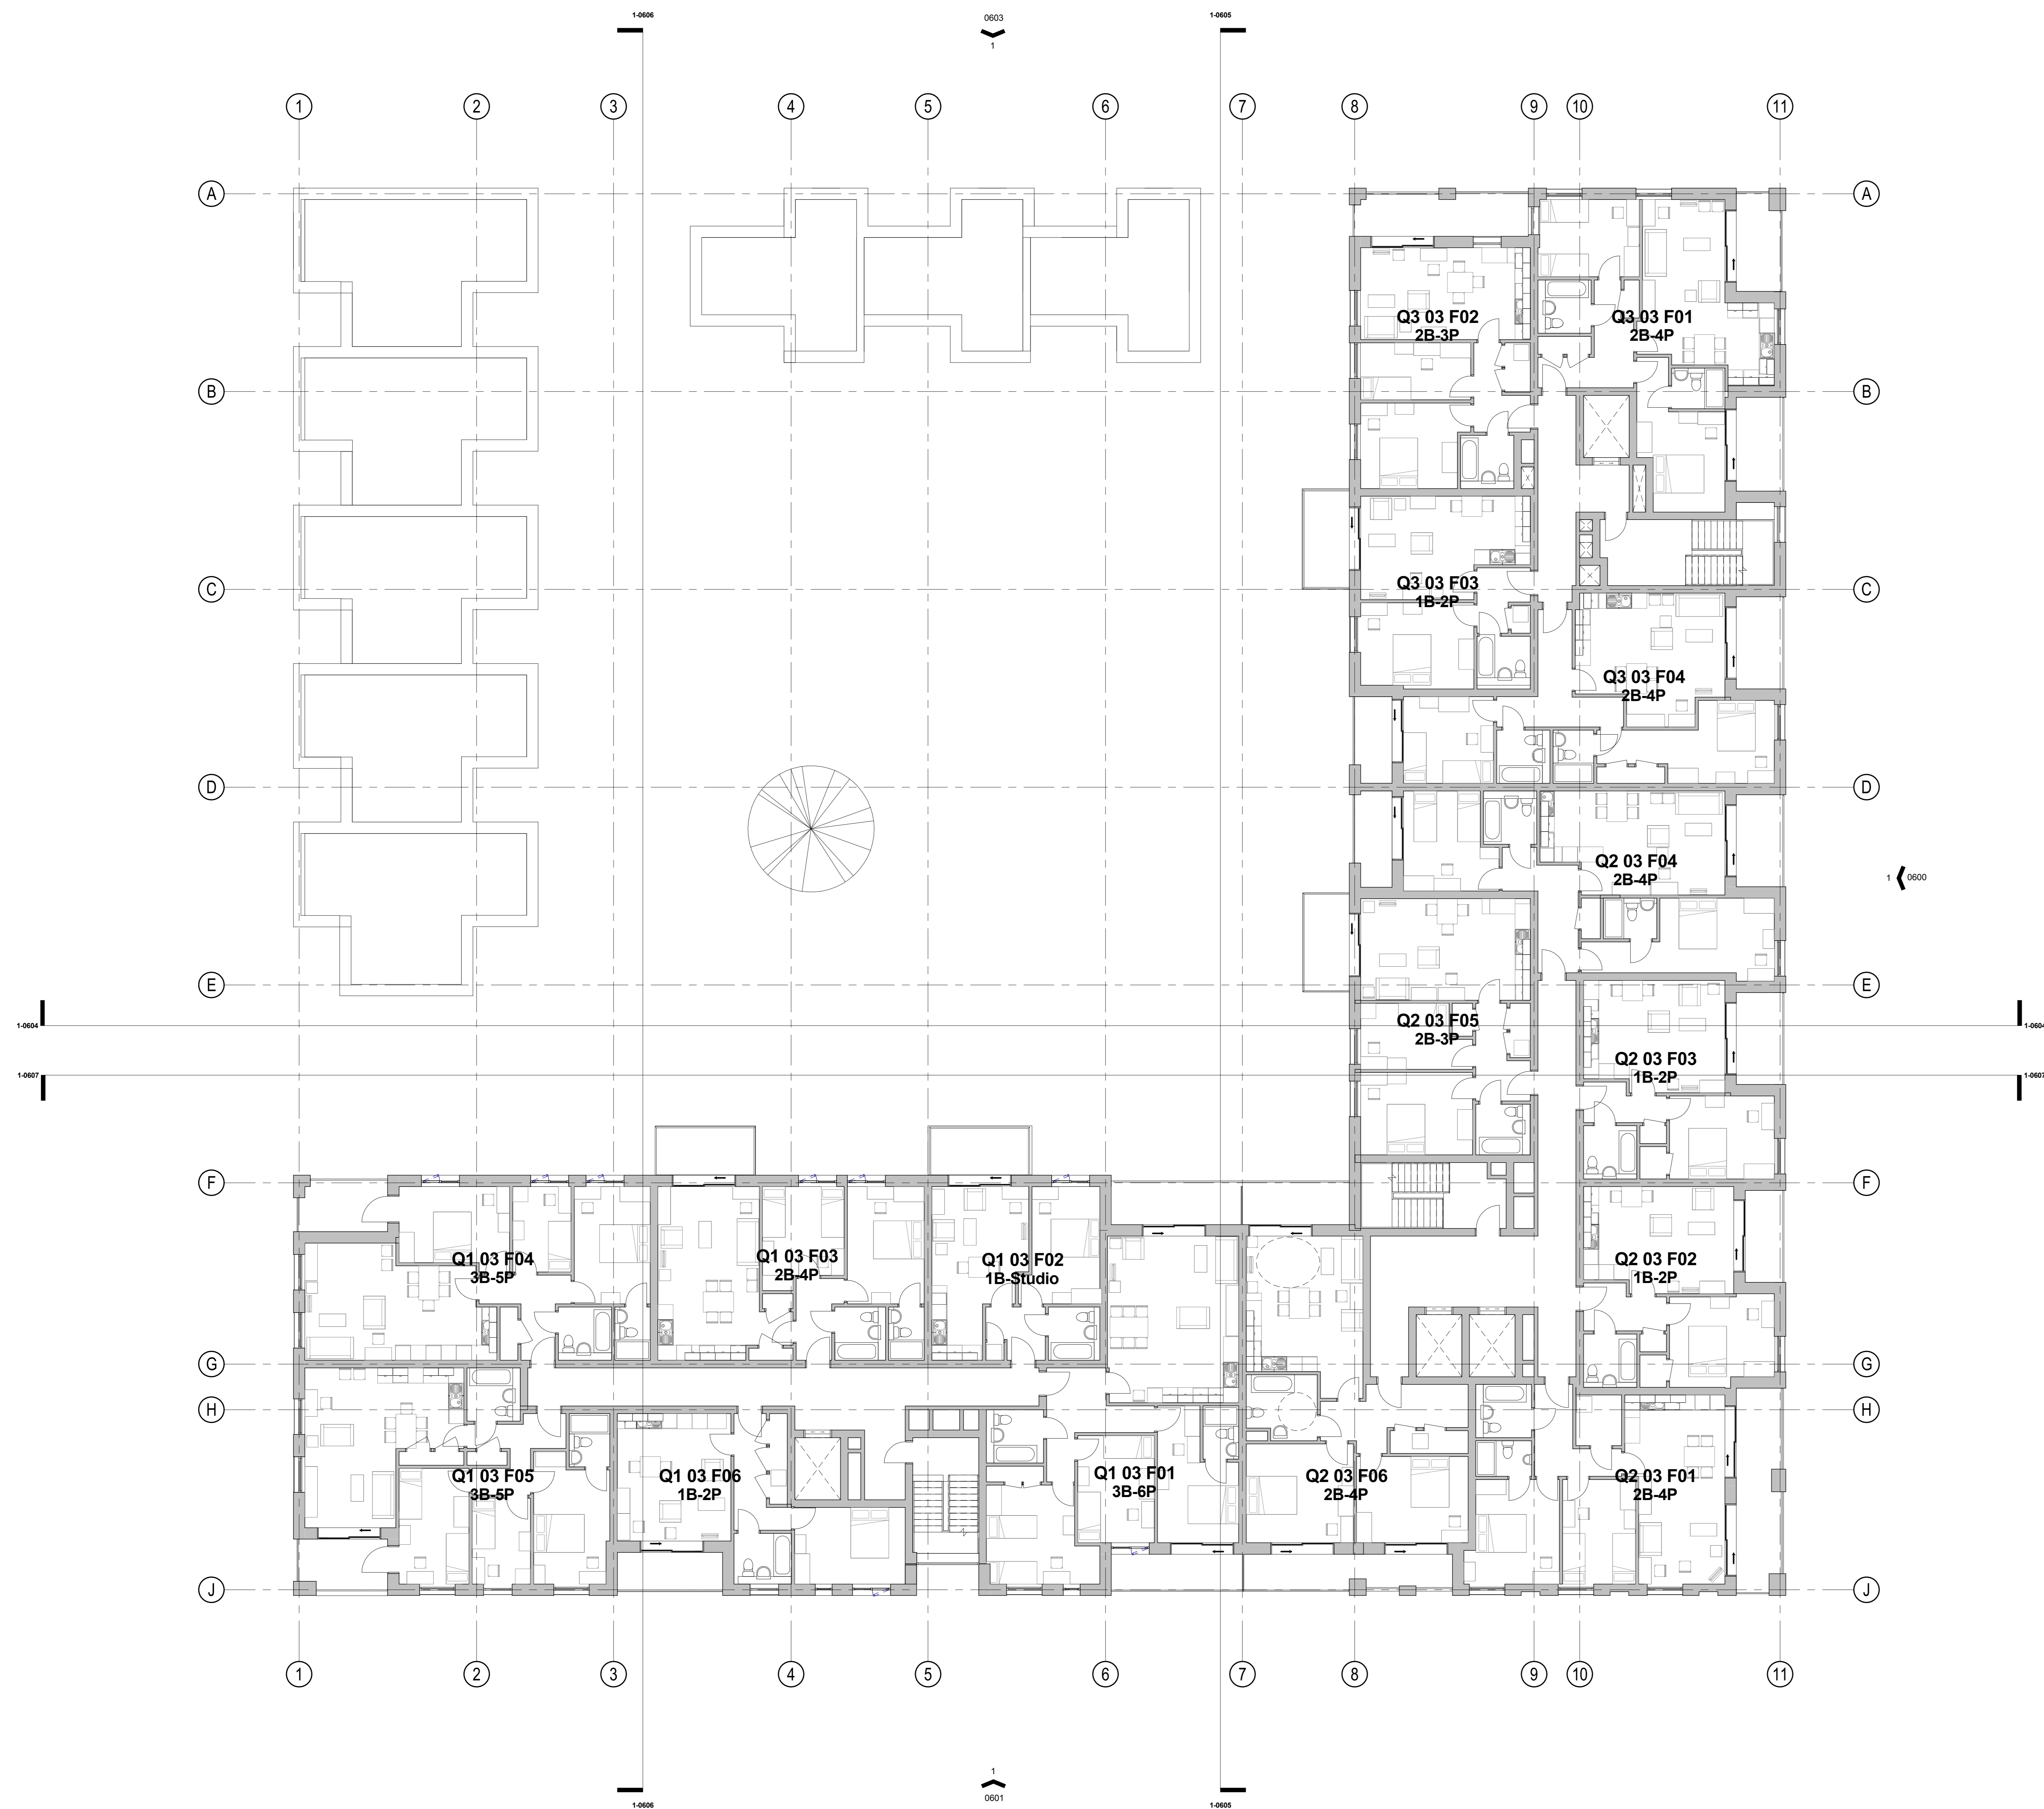 1-0606
0603
1-0605
1
1 2 3 4 5 6 7 8 9 10 11
A A
Q3 03 F02
2B-3P
Q3 03 F01
2B-4P
B B
Q3 03 F03
1B-2P
C C
Q3 03 F04
2B-4P
D D
Q2 03 F04
2B-4P
1 0600
E E
1-0604 1-0604
Q2 03 F05
2B-3P
Q2 03 F03
1B-2P
1-0607 1-0607
F F
Q1 03 F04
3B-5P
Q1 03 F03
2B-4P
Q1 03 F02
1B-Studio
Q2 03 F02
1B-2P
G G
H H
Q1 03 F05
3B-5P
Q1 03 F06
1B-2P
Q1 03 F01
3B-6P
Q2 03 F06
2B-4P
Q2 03 F01
2B-4P
J J
1 2 3 4 5 6 7 8 9 10 11
1
0601
1-0606
1-0605